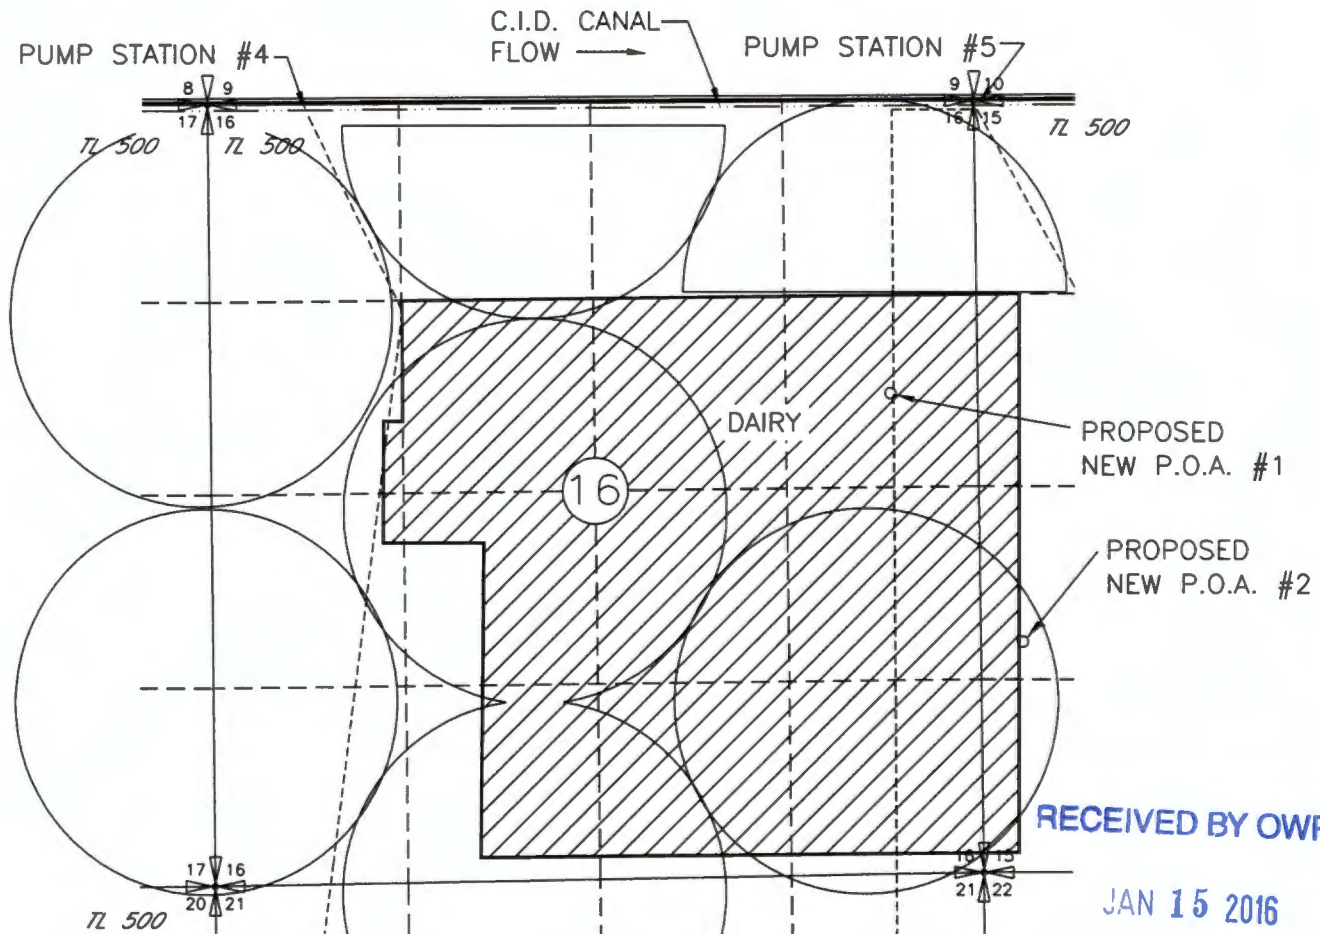 C.I.D. CANAL
FLOW
PUMP STATION #4
PUMP STATION #5
8 9
17 16
9 10
16 15
TL 500
TL 500
TL 500
DAIRY
PROPOSED
NEW P.O.A. #1
16
PROPOSED
NEW P.O.A. #2
RECEIVED BY OWR
17 16
20 21
16 15
21 22
TL 500
JAN 15 2016